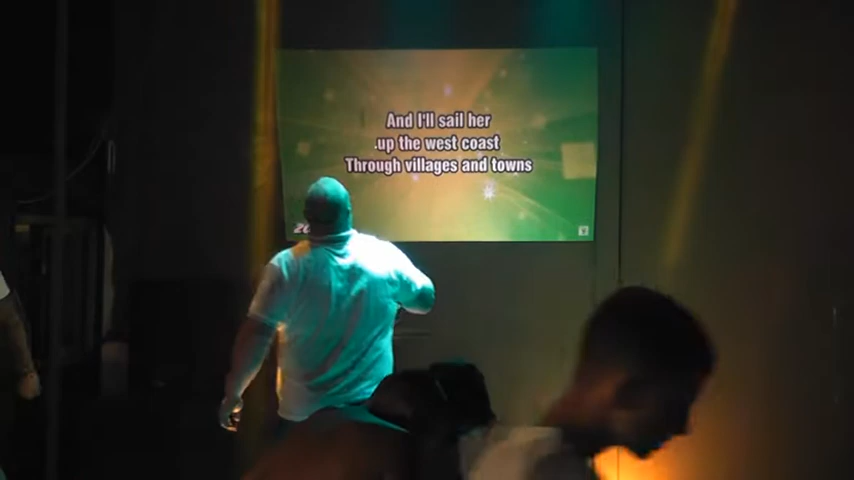 And I'll sail her
up the west coast
Through villages and towns